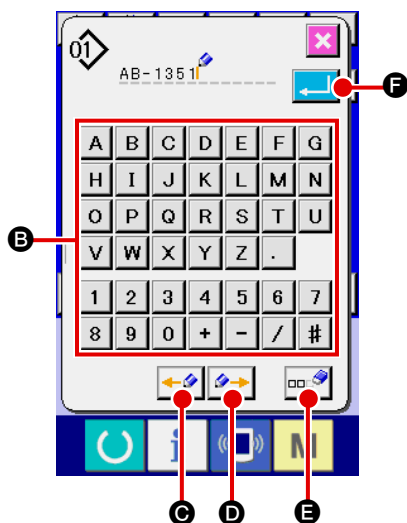 01
AB-1351
F
A B C D E F G
H I J K L M N
O P Q R S T U
B
V W X Y Z .
1 2 3 4 5 6 7
8 9 0 + - / #
i M
C D E